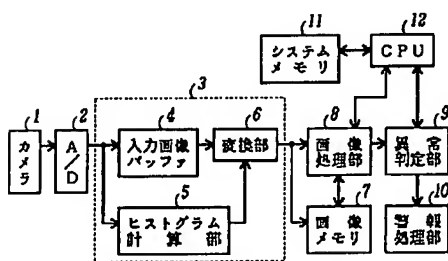 11
システム
メモリ
12
CPU
3
1
カメラ
2
A/D
4
入力画像
バッファ
6
変換部
8
画像
処理部
9
異常
判定部
5
ヒストグラム
計算部
7
画像
メモリ
10
警報
処理部